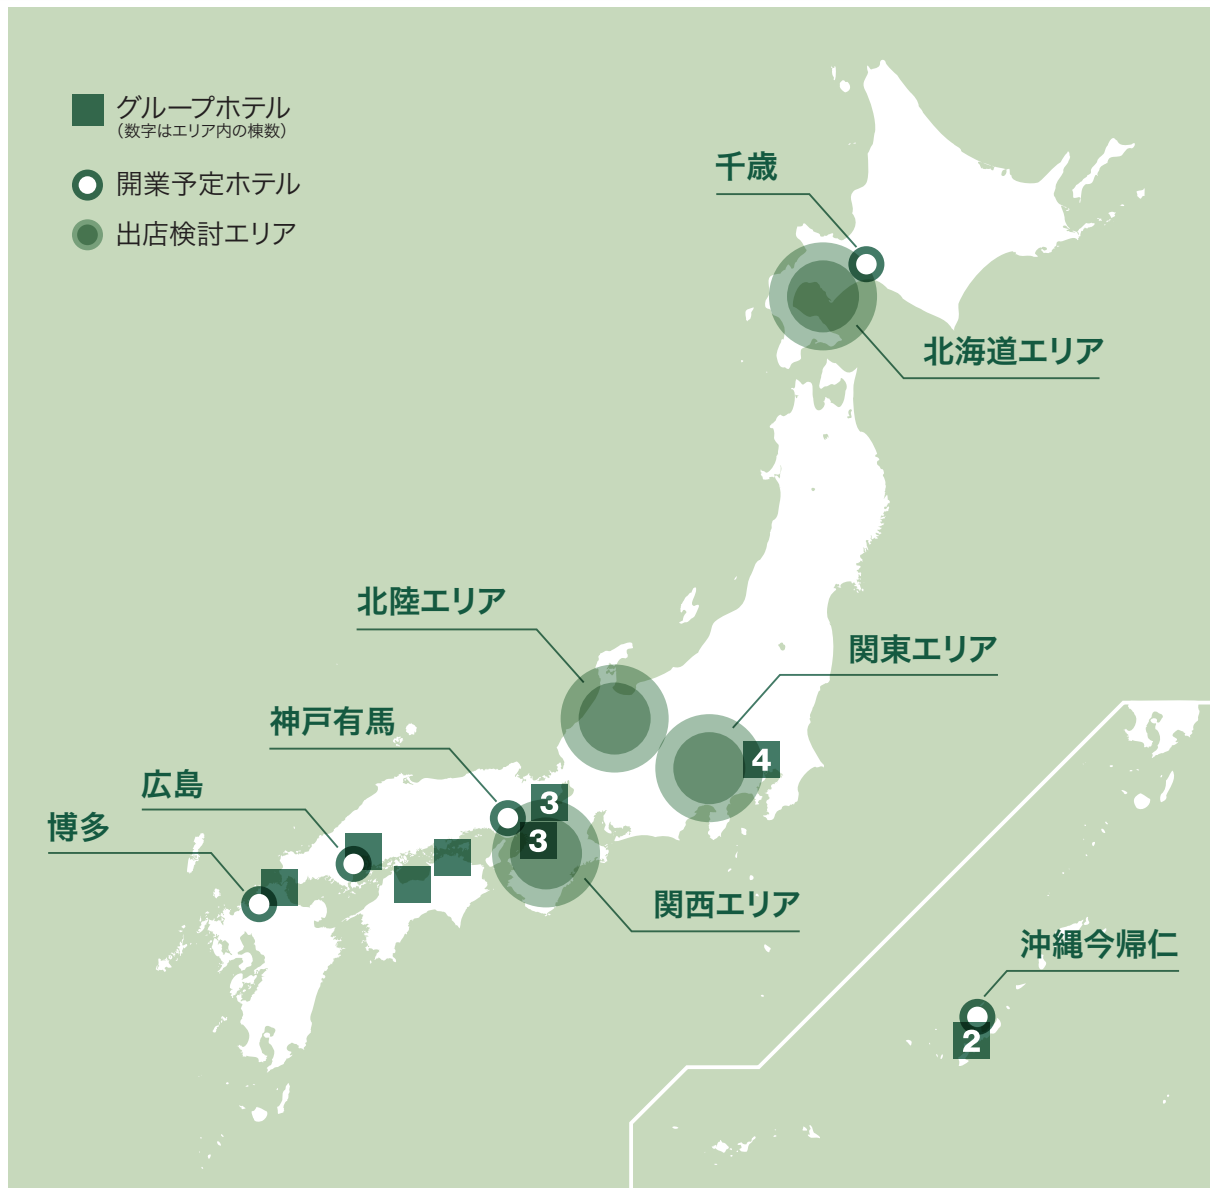 グループホテル
（数字はエリア内の棟数）
開業予定ホテル
出店検討エリア
千歳
北海道エリア
北陸エリア
関東エリア
神戸有馬
4
広島
3
博多
3
関西エリア
沖縄今帰仁
2